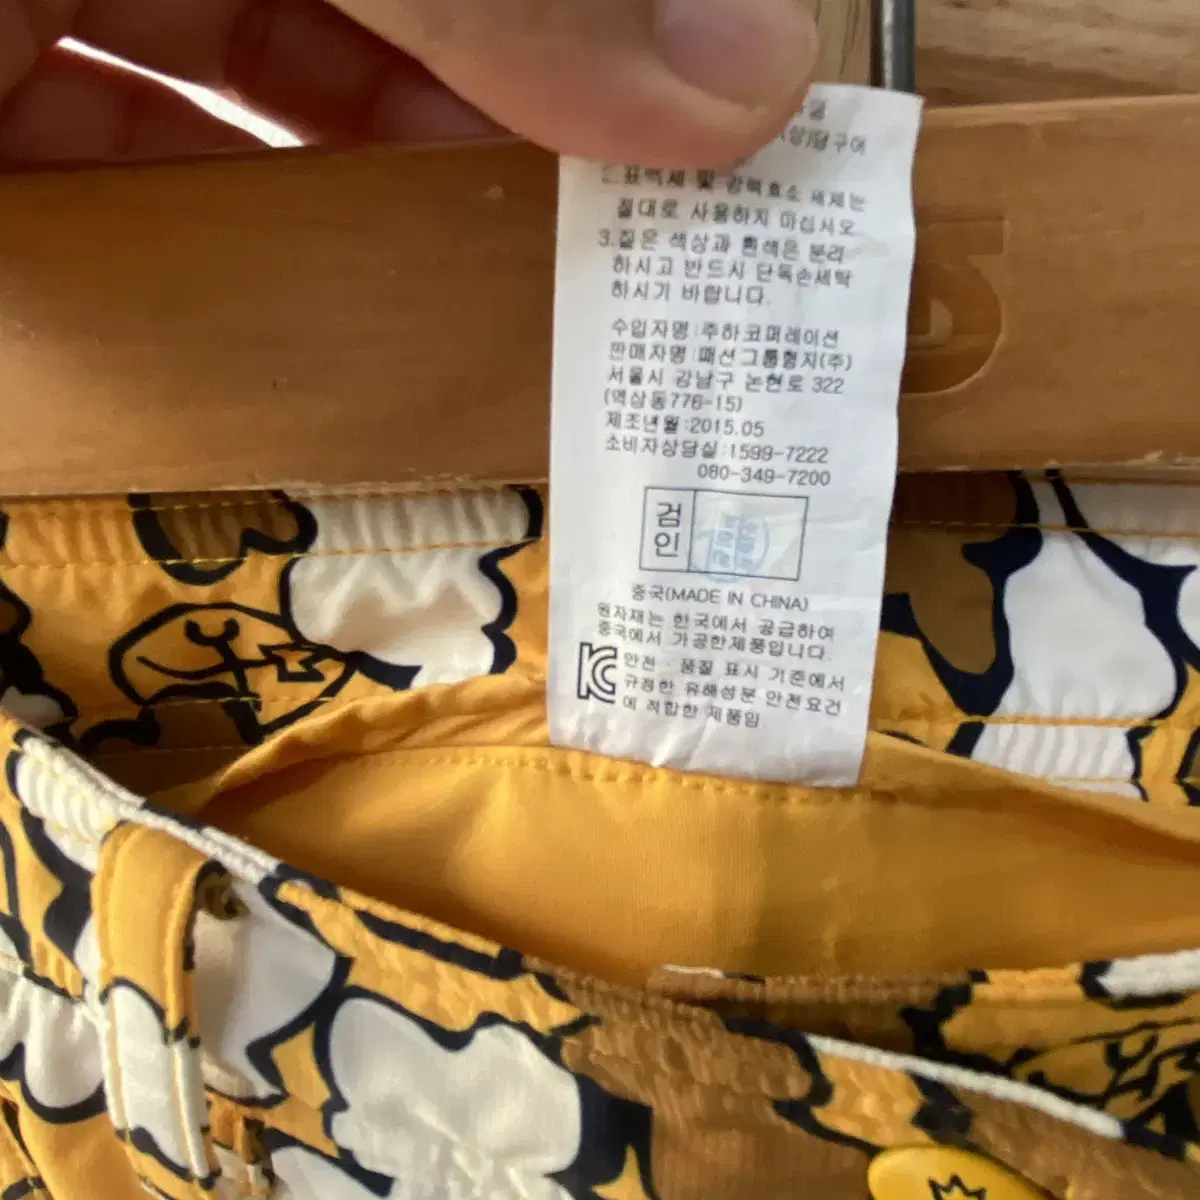 (상)담구여
2.표백제 및 강력효소 세제는
절대로 사용하지 마십시오.
3.짙은 색상과 흰색은 분리
하시고 반드시 단독손세탁
하시기 바랍니다.
수입자명:주하코퍼레이션
판매자명:패션그룹형지(주)
서울시 강남구 논현로 322
(역삼동776-15)
제조년월:2015.05
소비자상담실:1599-7222
080-349-7200
검
인
중국(MADE IN CHINA)
원자재는 한국에서 공급하여
중국에서 가공한제품입니다.
안전·품질 표시 기준에서
규정한 유해성분 안전요건
에 적합한 제품임.